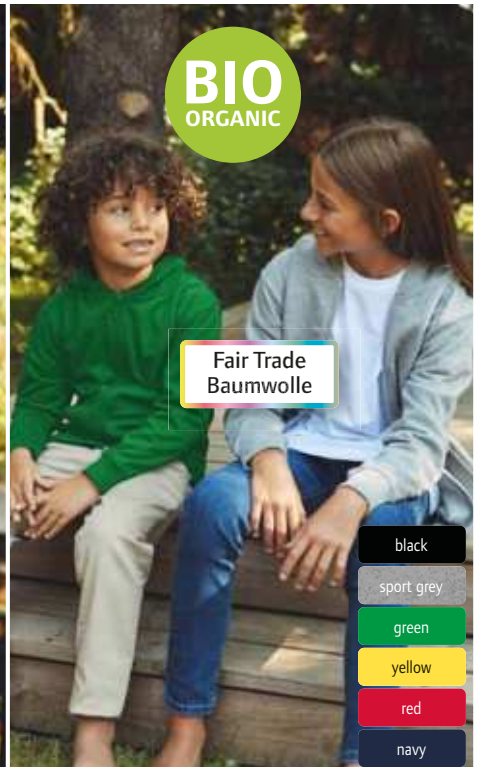 BIO
ORGANIC
Fair Trade
Baumwolle
black
sport grey
green
yellow
red
navy